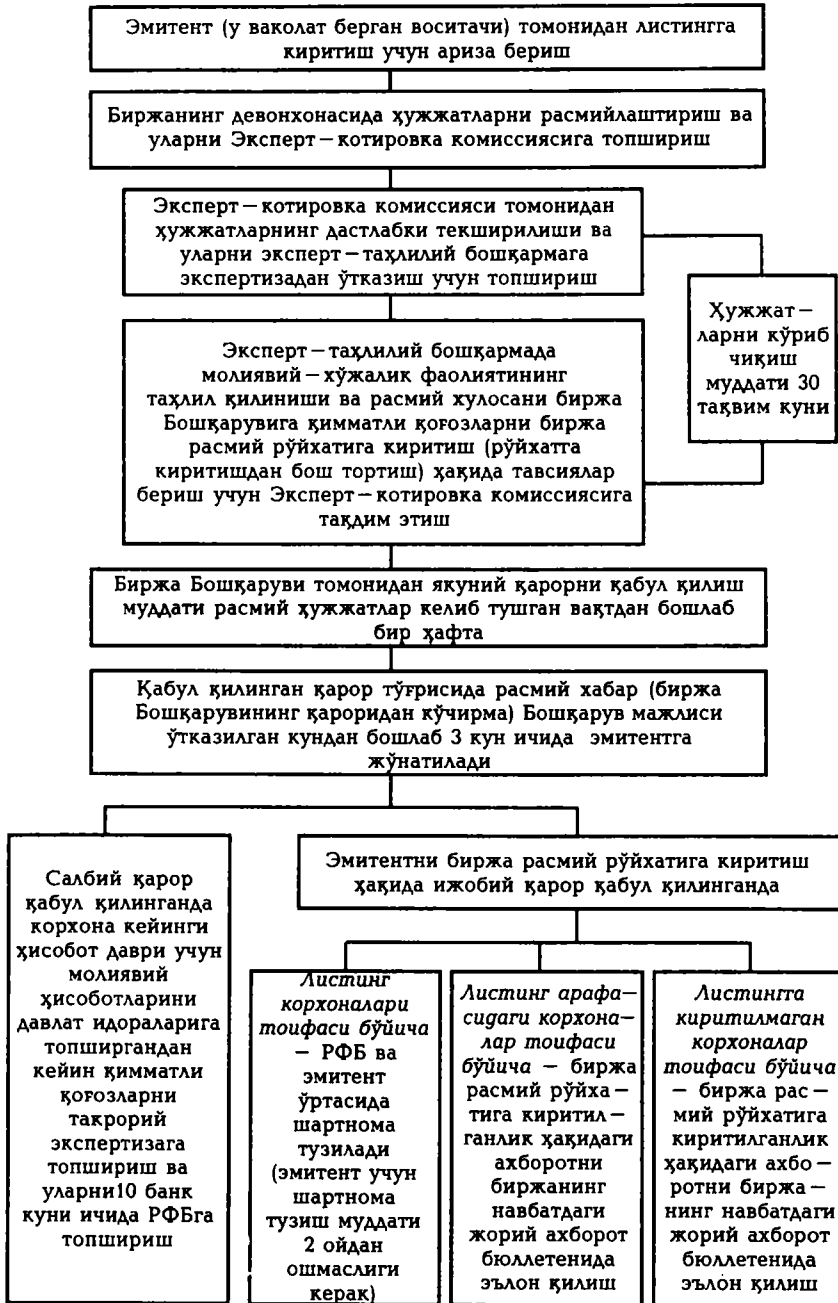 Эмитент (у ваколат берган воситачи) томонидан листингга
киритиш учун ариза бериш
Биржанинг девонхонасида ҳужжатларни расмийлаштириш ва
уларни Эксперт–котировка комиссиясига топшириш
Эксперт–котировка комиссияси томонидан
ҳужжатларнинг дастлабки текширилиши ва
уларни эксперт–таҳлилий бошқармага
экспертизадан ўтказиш учун топшириш
Ҳужжат–
ларни кўриб
чиқиш
муддати 30
тақвим куни
Эксперт–таҳлилий бошқармада
молиявий–хўжалик фаолиятининг
таҳлил қилиниши ва расмий хулосани биржа
Бошқарувига қимматли қоғозларни биржа
расмий рўйхатига киритиш (рўйхатга
киритишдан бош тортиш) ҳақида тавсиялар
бериш учун Эксперт–котировка комиссиясига
тақдим этиш
Биржа Бошқаруви томонидан якуний қарорни қабул қилиш
муддати расмий ҳужжатлар келиб тушган вақтдан бошлаб
бир ҳафта
Қабул қилинган қарор тўғрисида расмий хабар (биржа
Бошқарувининг қароридан кўчирма) Бошқарув мажлиси
ўтказилган кундан бошлаб 3 кун ичида эмитентга
жўнатилади
Салбий қарор
қабул қилинганда
корхона кейинги
ҳисобот даври учун
молиявий
ҳисоботларини
давлат идораларига
топширгандан
кейин қимматли
қоғозларни
такрорий
экспертизага
топшириш ва
уларни10 банк
куни ичида РФБга
топшириш
Эмитентни биржа расмий рўйхатига киритиш
ҳақида ижобий қарор қабул қилинганда
Листинг
корхоналари
тоифаси бўйича
– РФБ ва
эмитент
ўртасида
шартнома
тузилади
(эмитент учун
шартнома
тузиш муддати
2 ойдан
ошмаслиги
керак)
Листинг арафа–
сидаги корхона–
лар тоифаси
бўйича – биржа
расмий рўйха–
тига киритил–
ганлик ҳақидаги
ахборотни
биржанинг
навбатдаги
жорий ахборот
бюллетенида
эълон қилиш
Листингга
киритилмаган
корхоналар
тоифаси бўйича
– биржа рас–
мий рўйхатига
киритилганлик
ҳақидаги ахбо–
ротни биржа–
нинг навбатдаги
жорий ахборот
бюллетенида
эълон қилиш